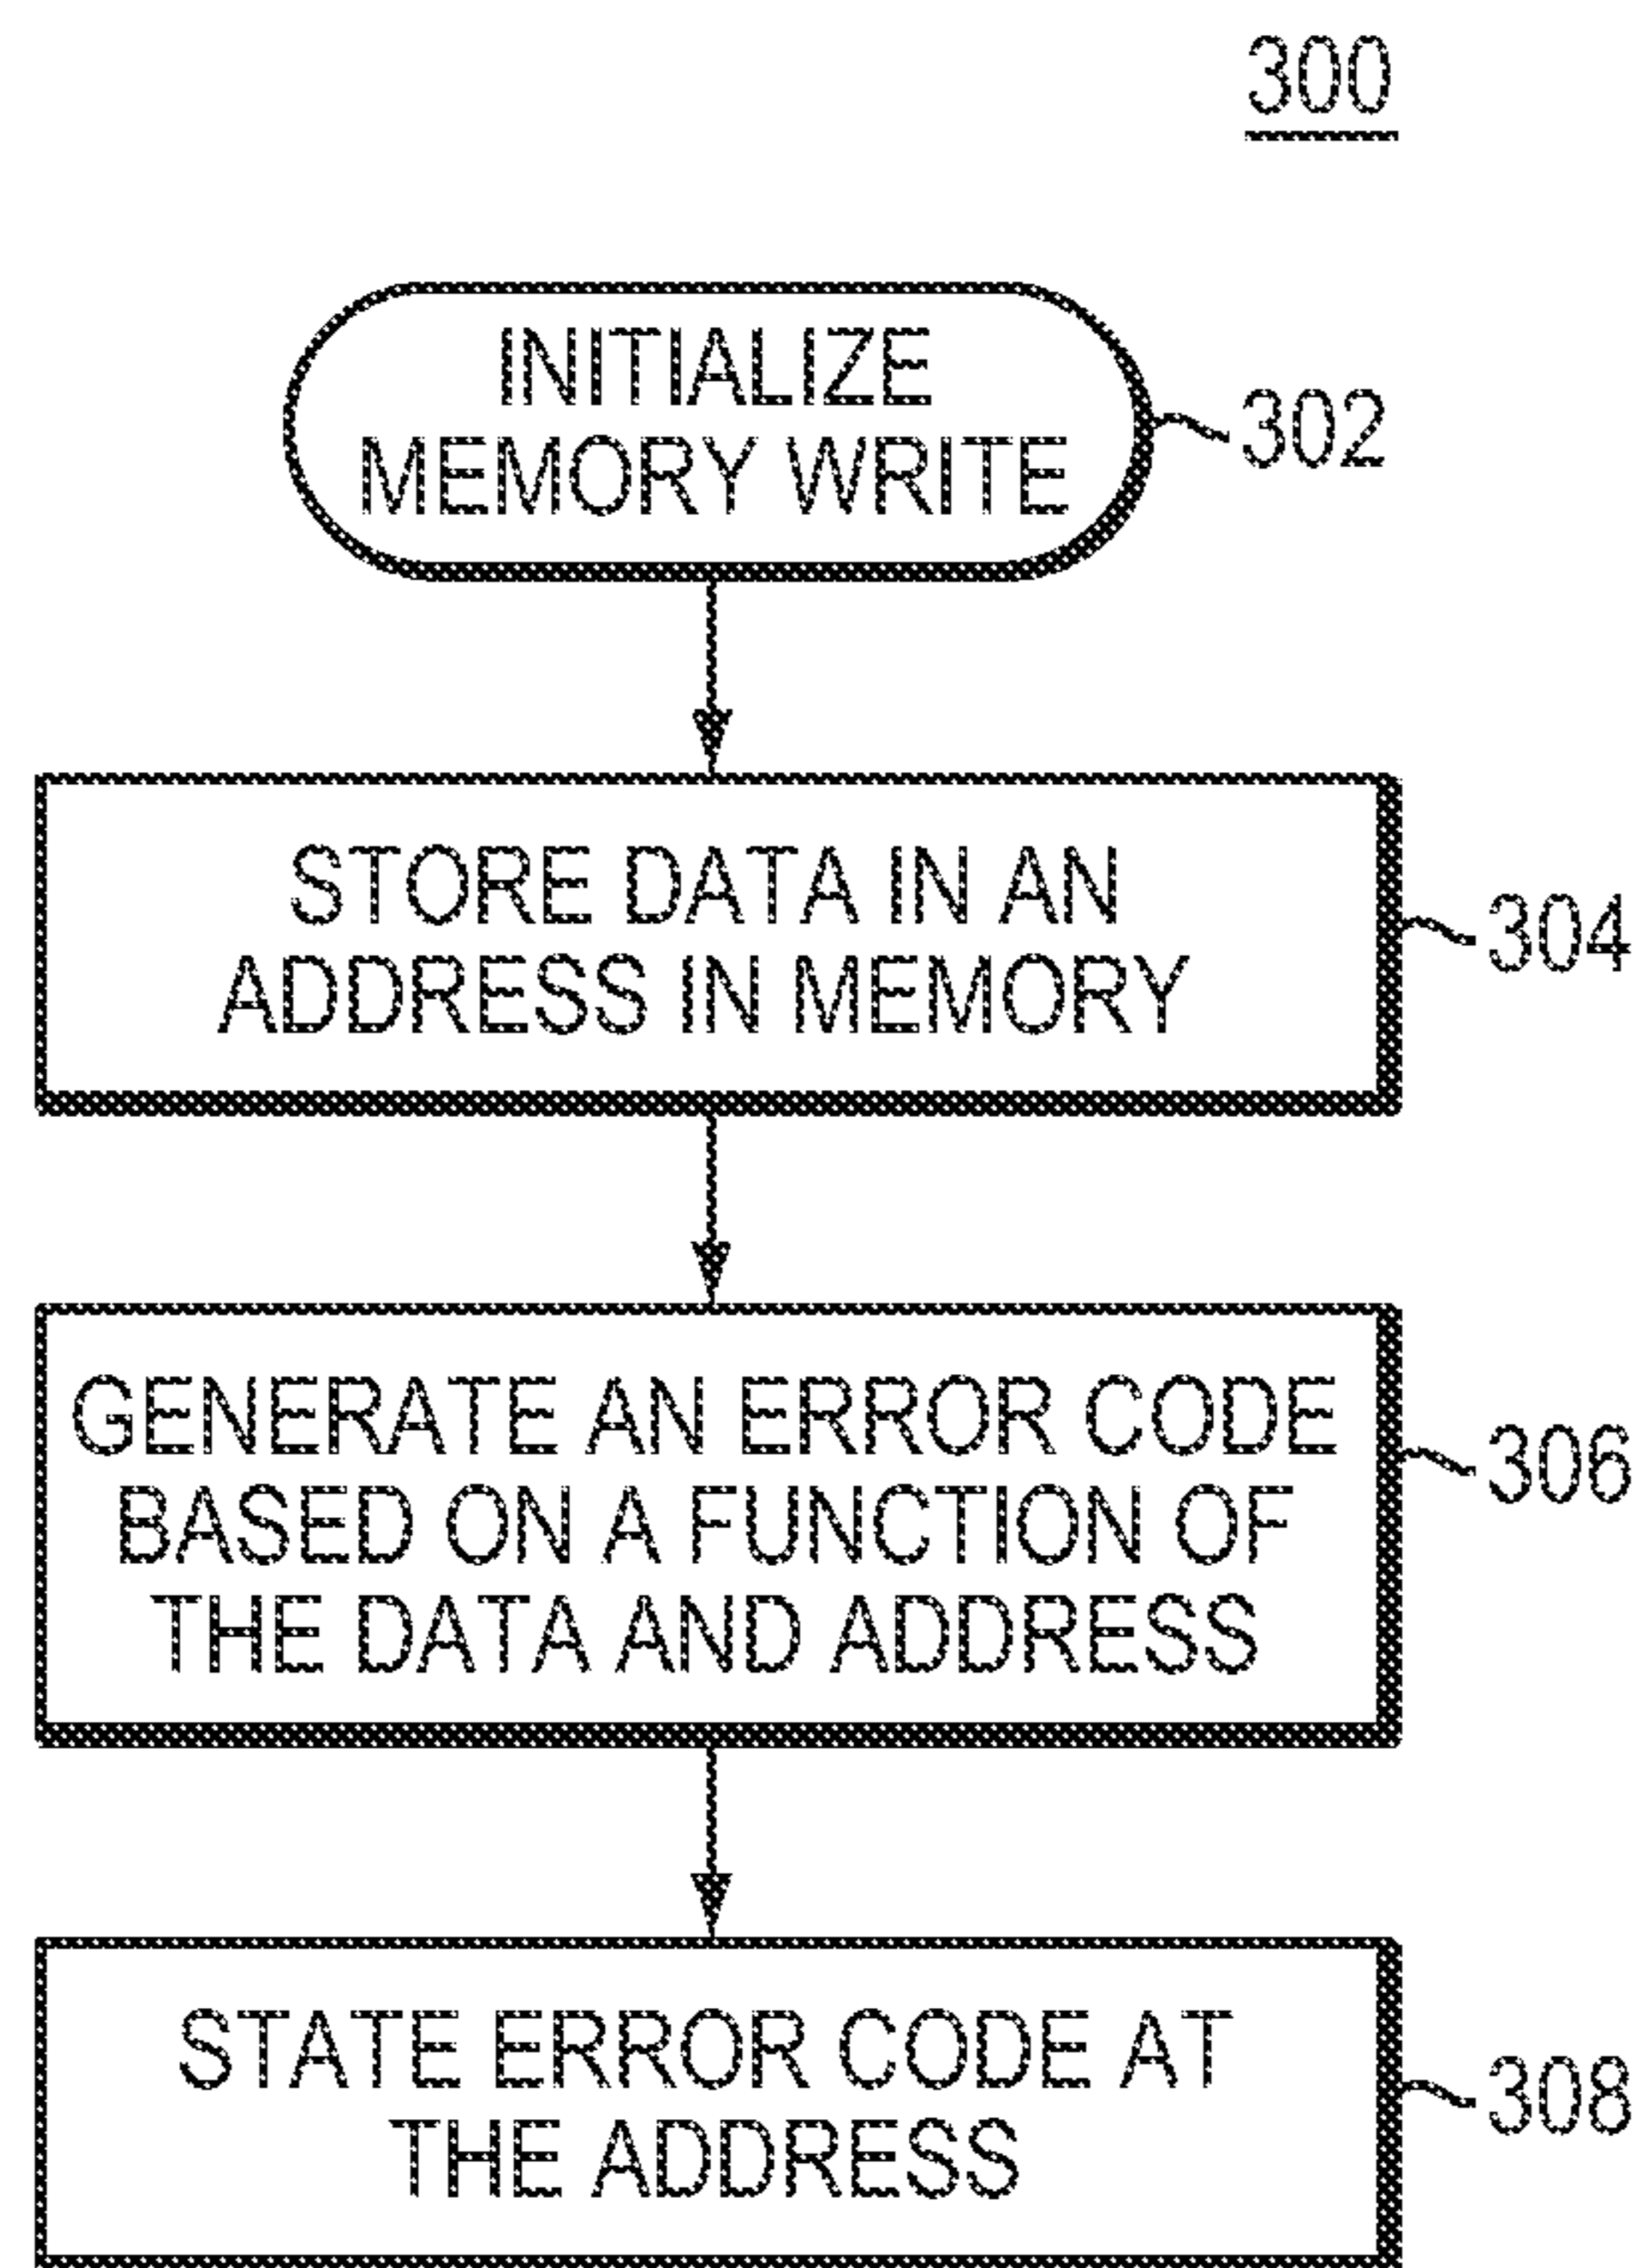 300
INITIALIZE
MEMORY WRITE
302
STORE DATA IN AN
ADDRESS IN MEMORY
304
GENERATE AN ERROR CODE
BASED ON A FUNCTION OF
THE DATA AND ADDRESS
306
STATE ERROR CODE AT
THE ADDRESS
308